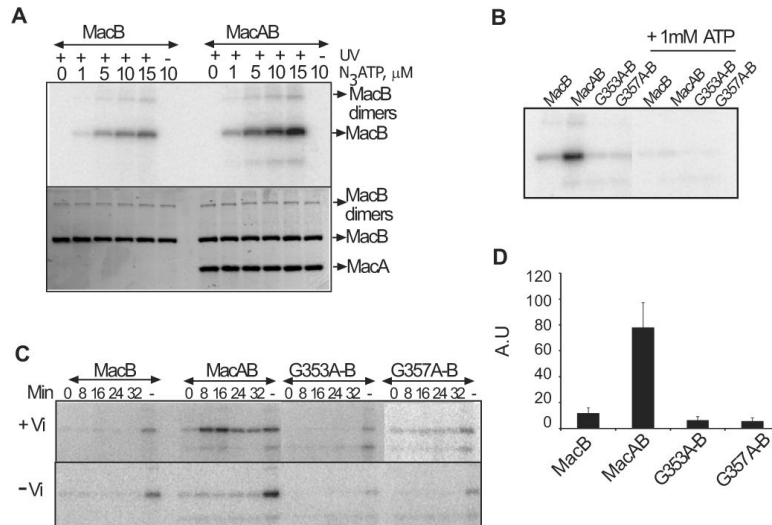 A
MacB MacAB
+ + + + + - + + + + + - UV
0 1 5 10 15 10 0 1 5 10 15 10 N3ATP, μM
MacB
dimers
MacB
MacB
dimers
MacB
MacA
B
+ 1mM ATP
MacB MacAB G353A-B G357A-B MacB MacAB G353A-B G357A-B
C
MacB MacAB G353A-B G357A-B
Min 0 8 16 24 32 - 0 8 16 24 32 - 0 8 16 24 32 - 0 8 16 24 32 -
+Vi
-Vi
D
A.U
120
100
80
60
40
20
0
MacB MacAB G353A-B G357A-B